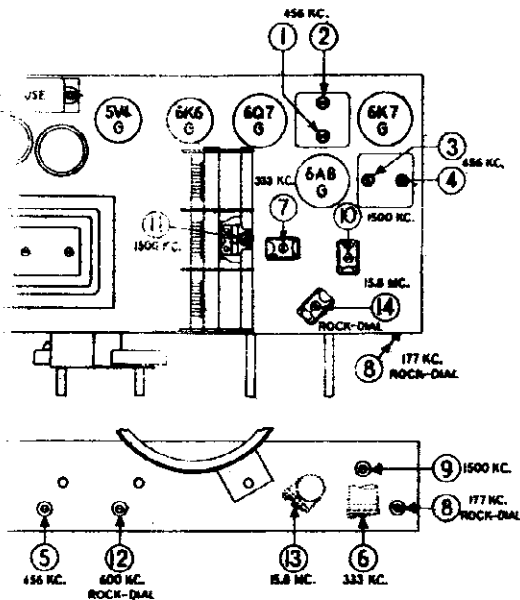 456 KC.
1 2
USE
5V4
G
6K6
G
6Q7
G
6K7
G
3
456 KC.
4
6A8
G
333 KC.
7
10
1500 KC.
11
1500 KC.
15.8 MC.
14
ROCK-DIAL
8
177 KC.
ROCK-DIAL
9
1500 KC.
8
177 KC.
ROCK-DIAL
5
456 KC.
12
600 KC.
ROCK-DIAL
13
15.8 MC.
6
333 KC.